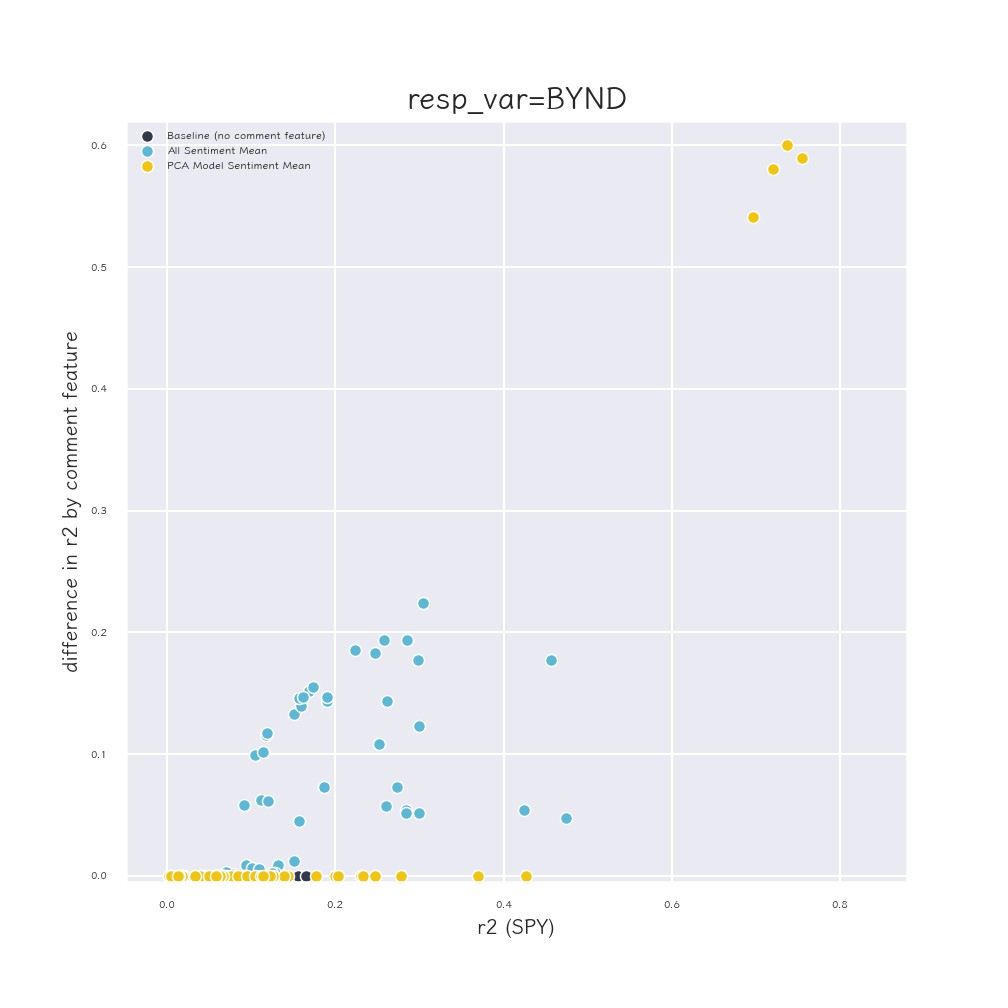 resp_var=BYND
Baseline (no comment feature)
All Sentiment Mean
PCA Model Sentiment Mean
difference in r2 by comment feature
0.6
0.5
0.4
0.3
0.2
0.1
0.0
0.0 0.2 0.4 0.6 0.8
r2 (SPY)